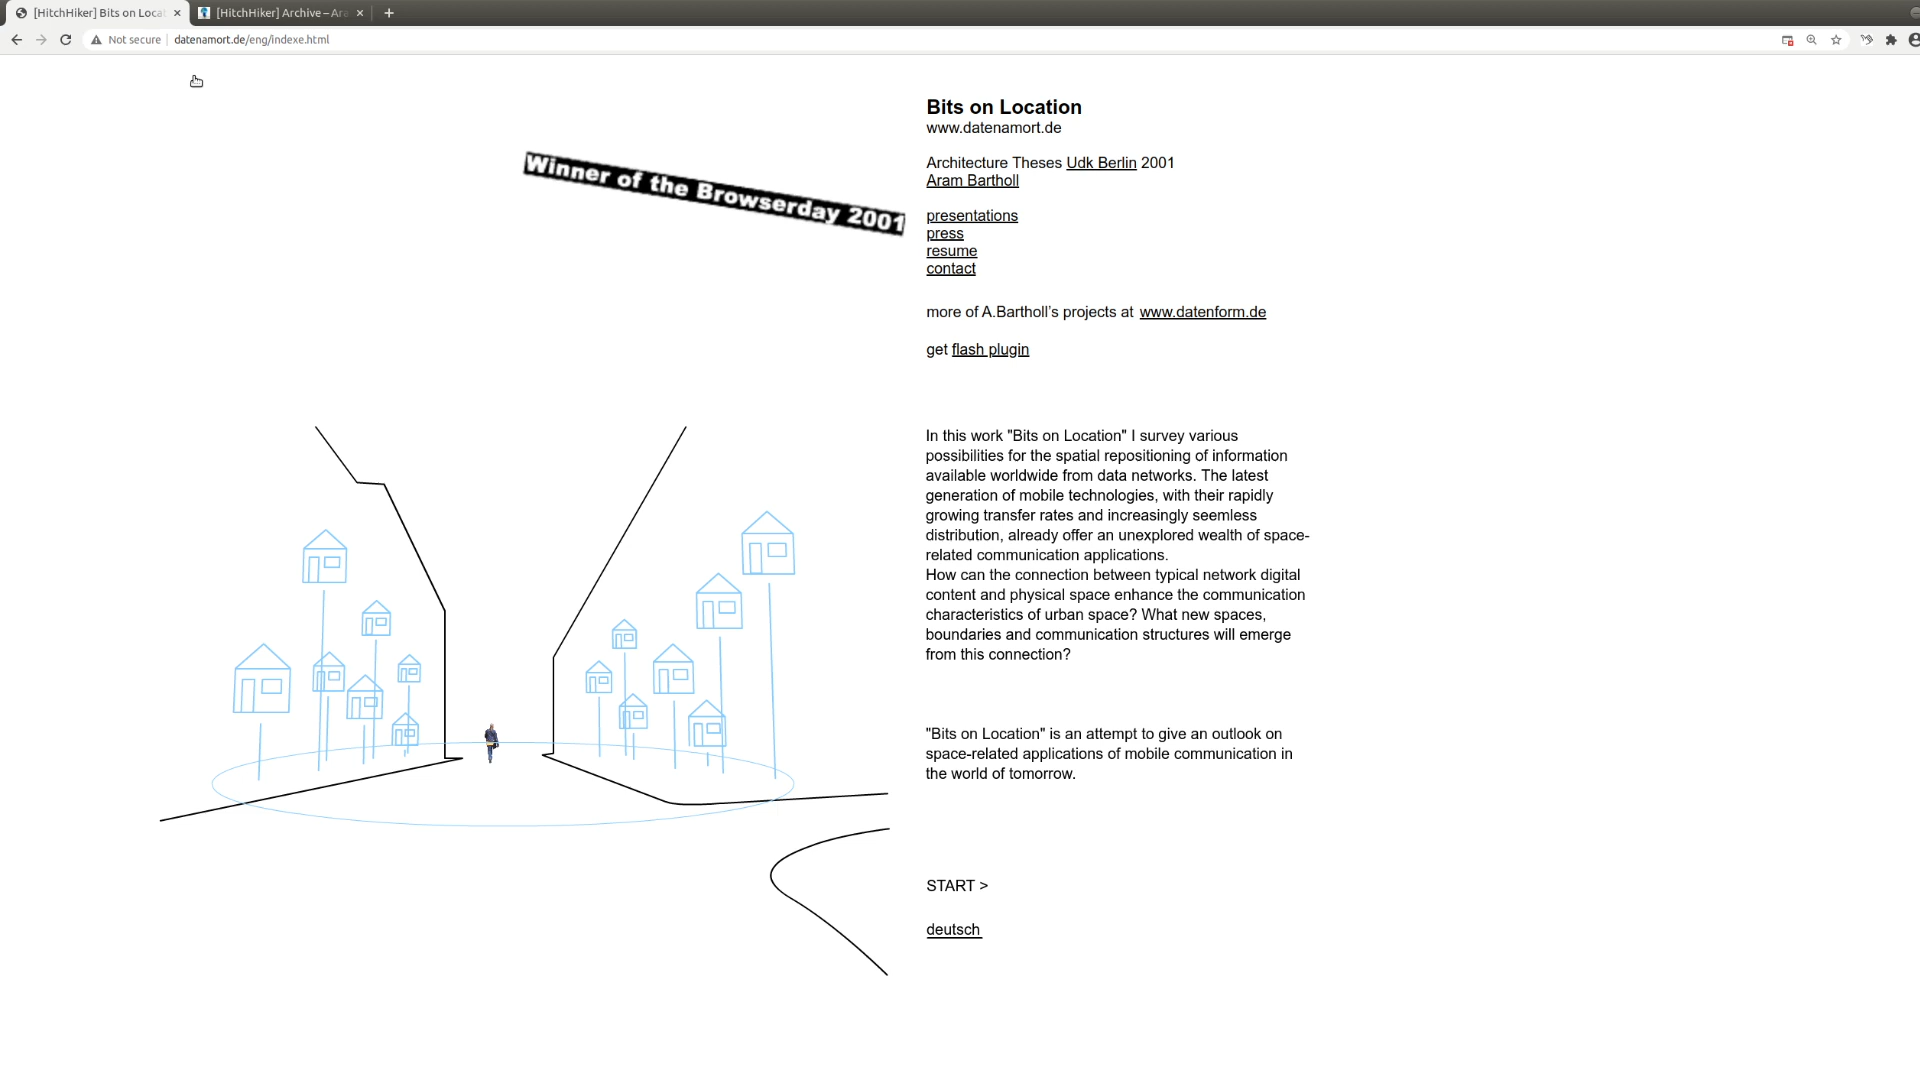 [HitchHiker] Bits on Loca
[HitchHiker] Archive – Ara
Not secure
datenamort.de/eng/indexe.html
Bits on Location
www.datenamort.de
Winner of the Browserday 2001
Architecture Theses Udk Berlin 2001
Aram Bartholl
presentations
press
resume
contact
more of A.Bartholl's projects at www.datenform.de
get flash plugin
In this work "Bits on Location" I survey various
possibilities for the spatial repositioning of information
available worldwide from data networks. The latest
generation of mobile technologies, with their rapidly
growing transfer rates and increasingly seemless
distribution, already offer an unexplored wealth of space-
related communication applications.
How can the connection between typical network digital
content and physical space enhance the communication
characteristics of urban space? What new spaces,
boundaries and communication structures will emerge
from this connection?
"Bits on Location" is an attempt to give an outlook on
space-related applications of mobile communication in
the world of tomorrow.
START >
deutsch